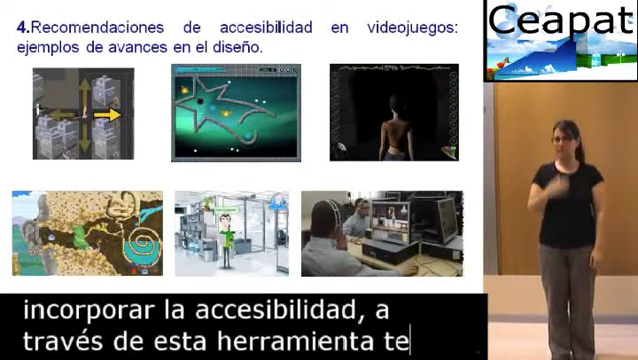 4.Recomendaciones de accesibilidad en videojuegos:
ejemplos de avances en el diseño.
Ceapat
incorporar la accesibilidad, a
través de esta herramienta te